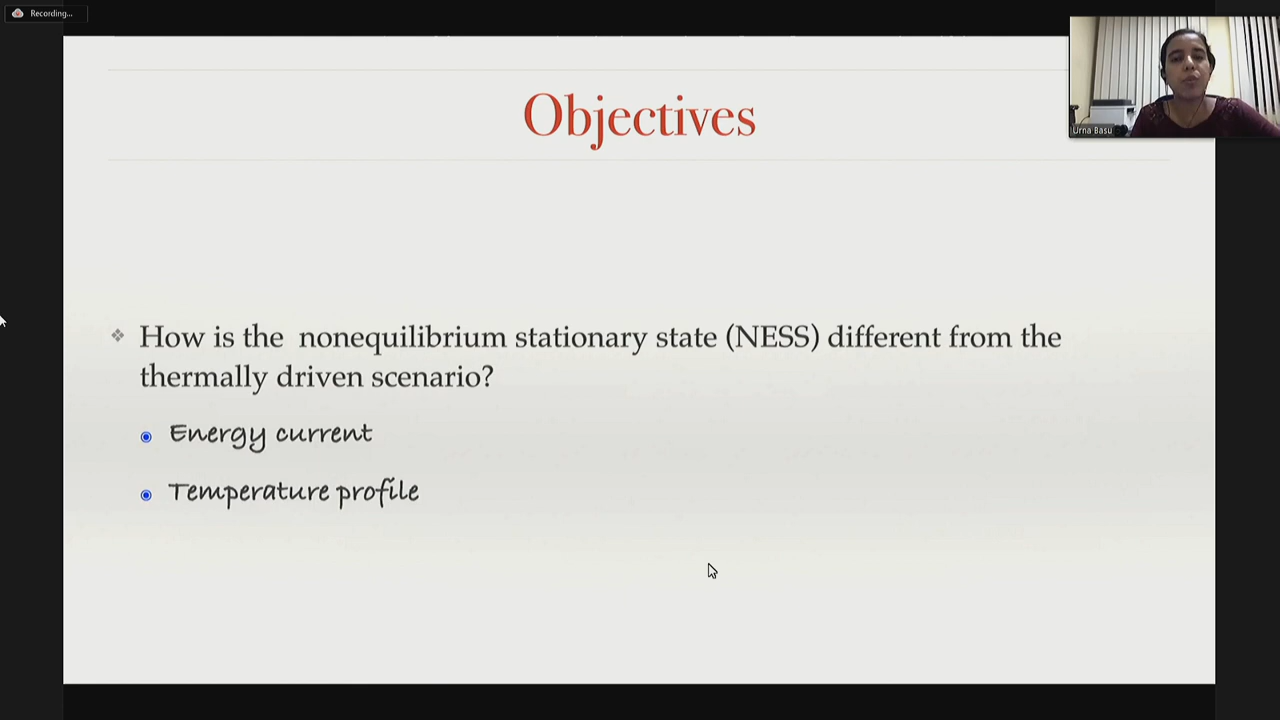 Recording...
Objectives
Urna Basu
How is the nonequilibrium stationary state (NESS) different from the
thermally driven scenario?
Energy current
Temperature profile